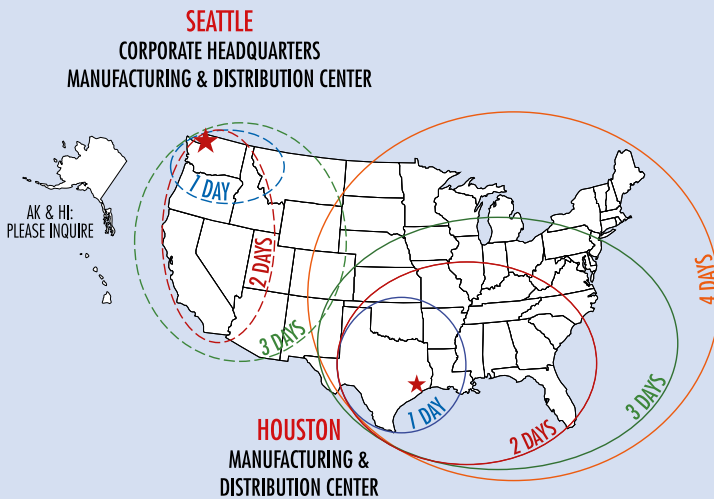 SEATTLE
CORPORATE HEADQUARTERS
MANUFACTURING & DISTRIBUTION CENTER
1 DAY
2 DAYS
3 DAYS
AK & HI:
PLEASE INQUIRE
4 DAYS
3 DAYS
2 DAYS
1 DAY
HOUSTON
MANUFACTURING &
DISTRIBUTION CENTER